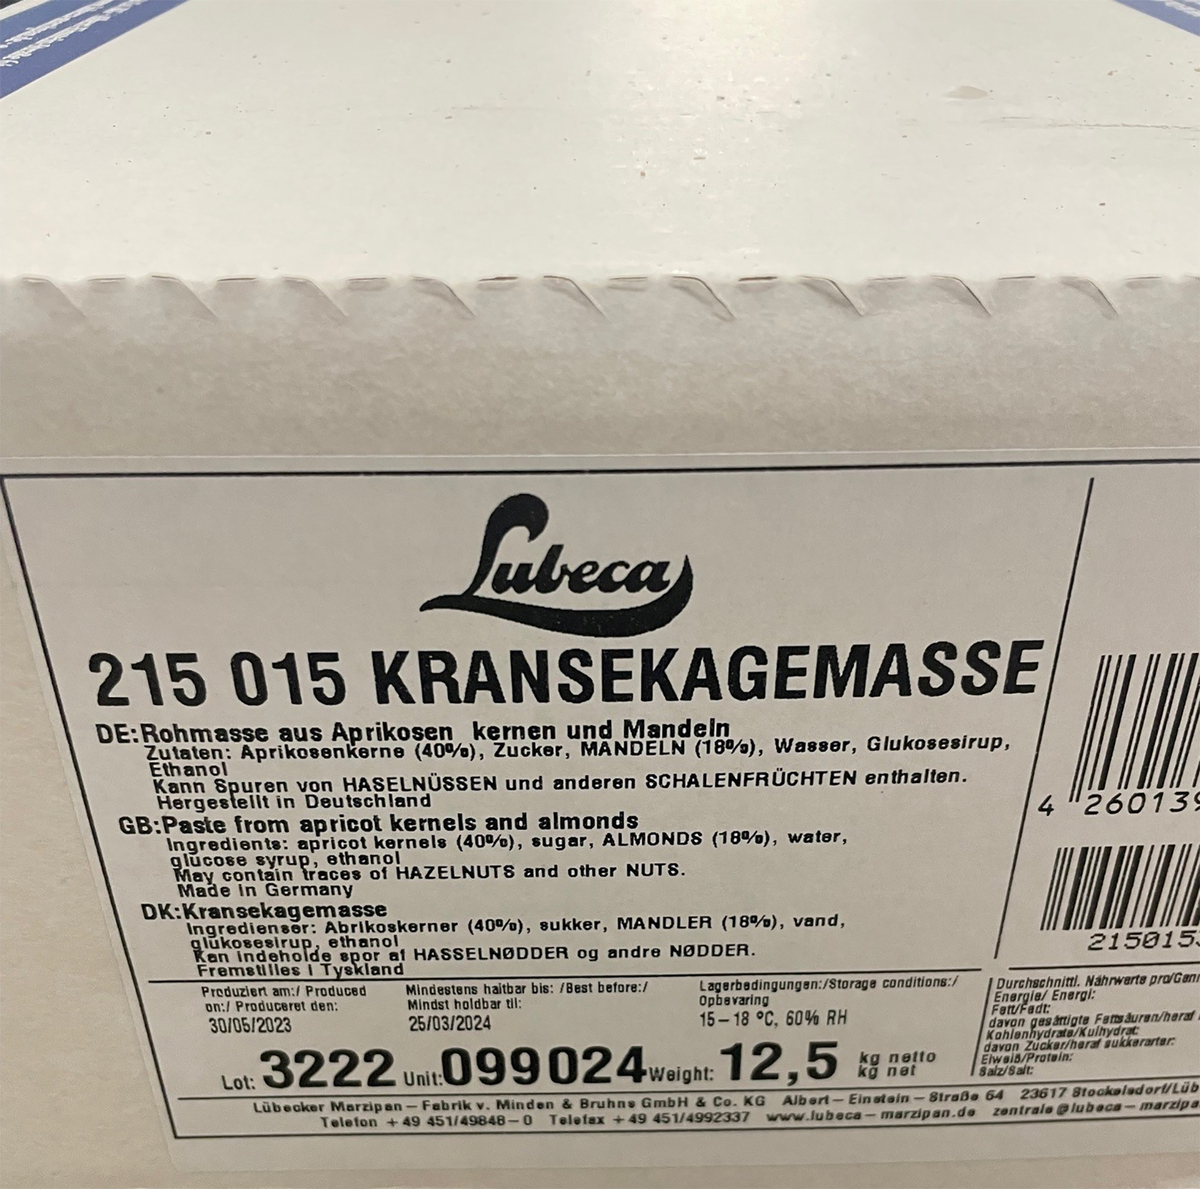 Lubeca
215 015 KRANSEKAGEMASSE
DE:Rohmasse aus Aprikosen kernen und Mandeln
Zutaten: Aprikosenkerne (40%), Zucker, MANDELN (18%), Wasser, Glukosesirup,
Ethanol
Kann Spuren von HASELNÜSSEN und anderen SCHALENFRÜCHTEN enthalten.
Hergestellt in Deutschland
GB:Paste from apricot kernels and almonds
Ingredients: apricot kernels (40%), sugar, ALMONDS (18%), water,
glucose syrup, ethanol
May contain traces of HAZELNUTS and other NUTS.
Made in Germany
DK:Kransekagemasse
Ingredienser: Abrikoskerner (40%), sukker, MANDLER (18%), vand,
glukosesirup, ethanol
Kan indeholde spor af HASSELNØDDER og andre NØDDER.
Fremstilles i Tyskland
4 260139
215015
Produziert am:/ Produced
on:/ Produceret den:
30/05/2023
Mindestens haltbar bis: /Best before:/
Mindst holdbar til:
25/03/2024
Lagerbedingungen:/Storage conditions:/
Opbevaring
15-18 °C, 60% RH
Durchschnittl. Nährwerte pro/Gen
Energie/ Energi:
Fett/Fedt:
davon gesättigte Fettsäuren/heraf
Kohlenhydrate/Kulhydrat:
davon Zucker/heraf sukkerarter:
Eiweiß/Protein:
Salz/Salt:
Lot: 3222 Unit: 099024 Weight: 12,5 kg netto
kg net
Lübecker Marzipan-Fabrik v. Minden & Bruhns GmbH & Co. KG Albert-Einstein-Straße 64 23617 Stockelsdorf/Lüb
Telefon +49 451/49848-0 Telefax +49 451/4992337 www.lubeca-marzipan.de zentrale@lubeca-marzipa